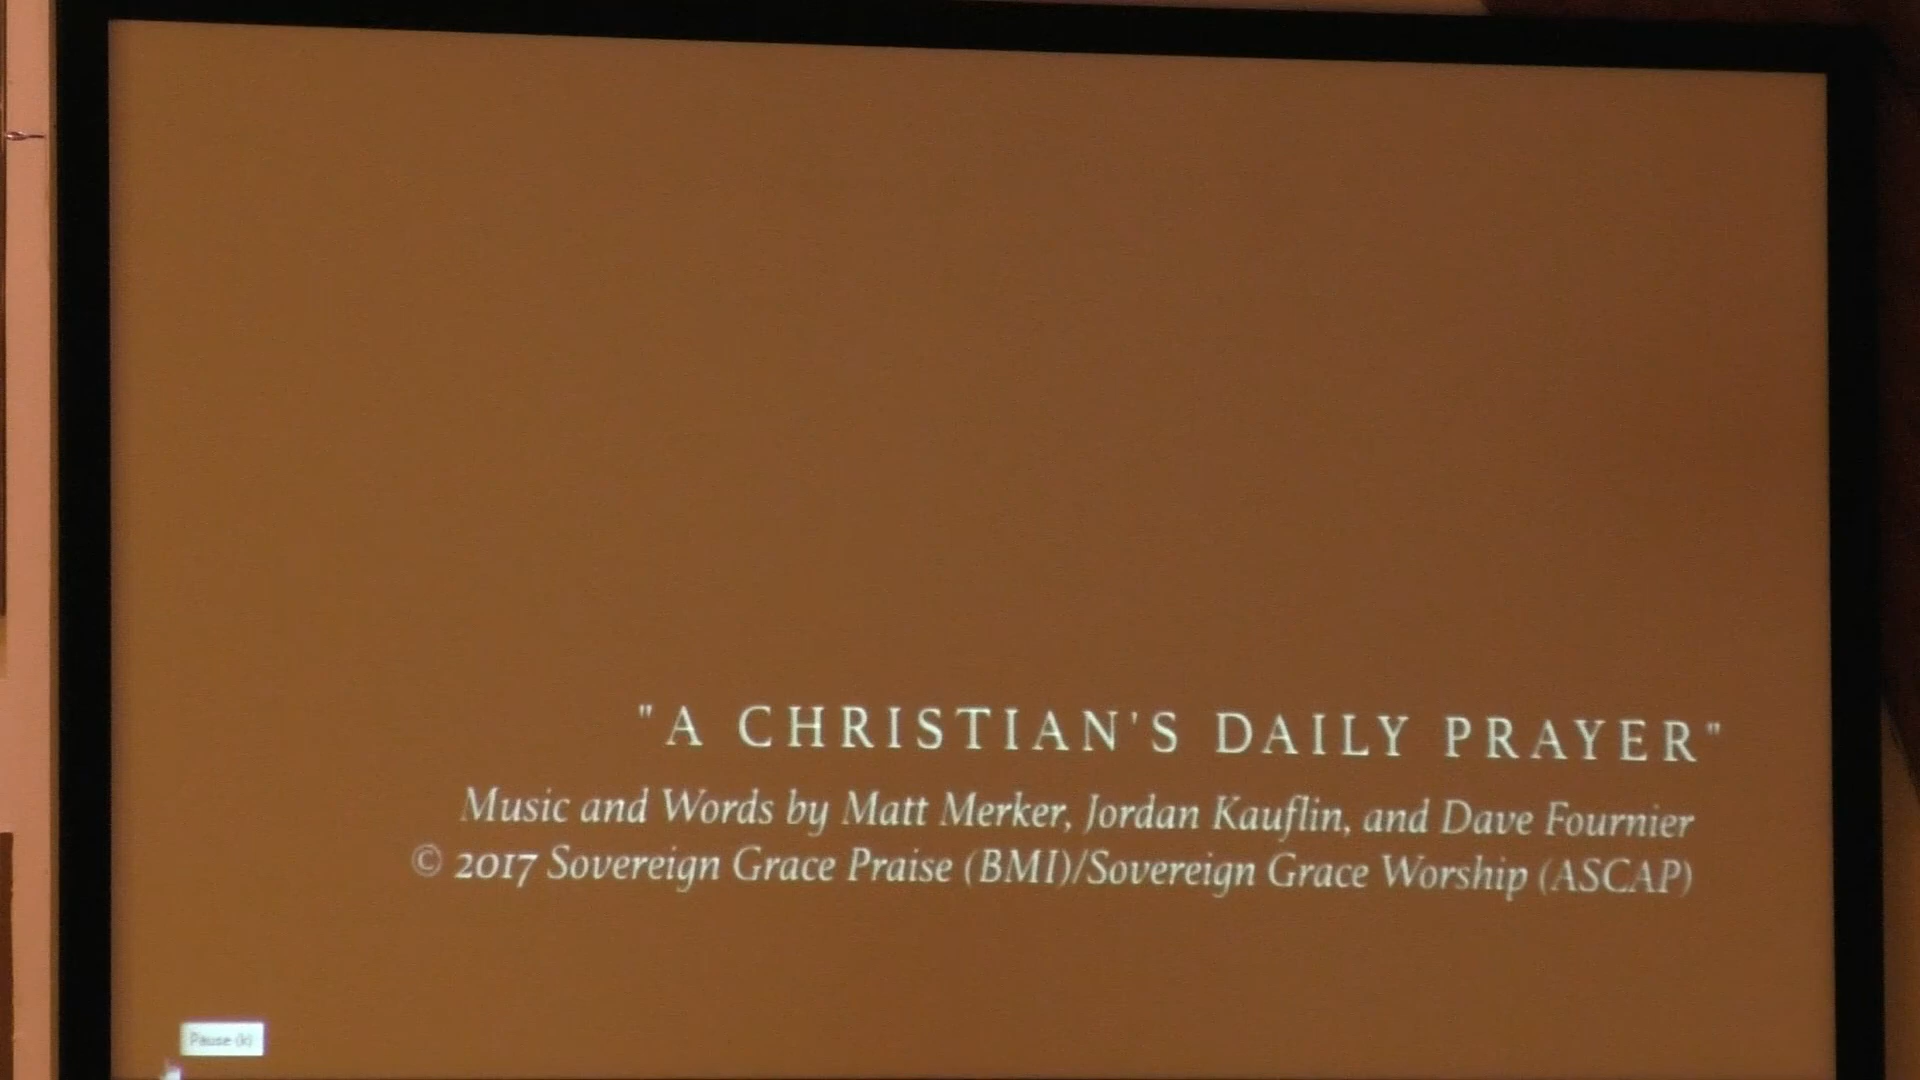 "A CHRISTIAN'S DAILY PRAYER"
Music and Words by Matt Merker, Jordan Kauflin, and Dave Fournier
© 2017 Sovereign Grace Praise (BMI)/Sovereign Grace Worship (ASCAP)
Pause (k)